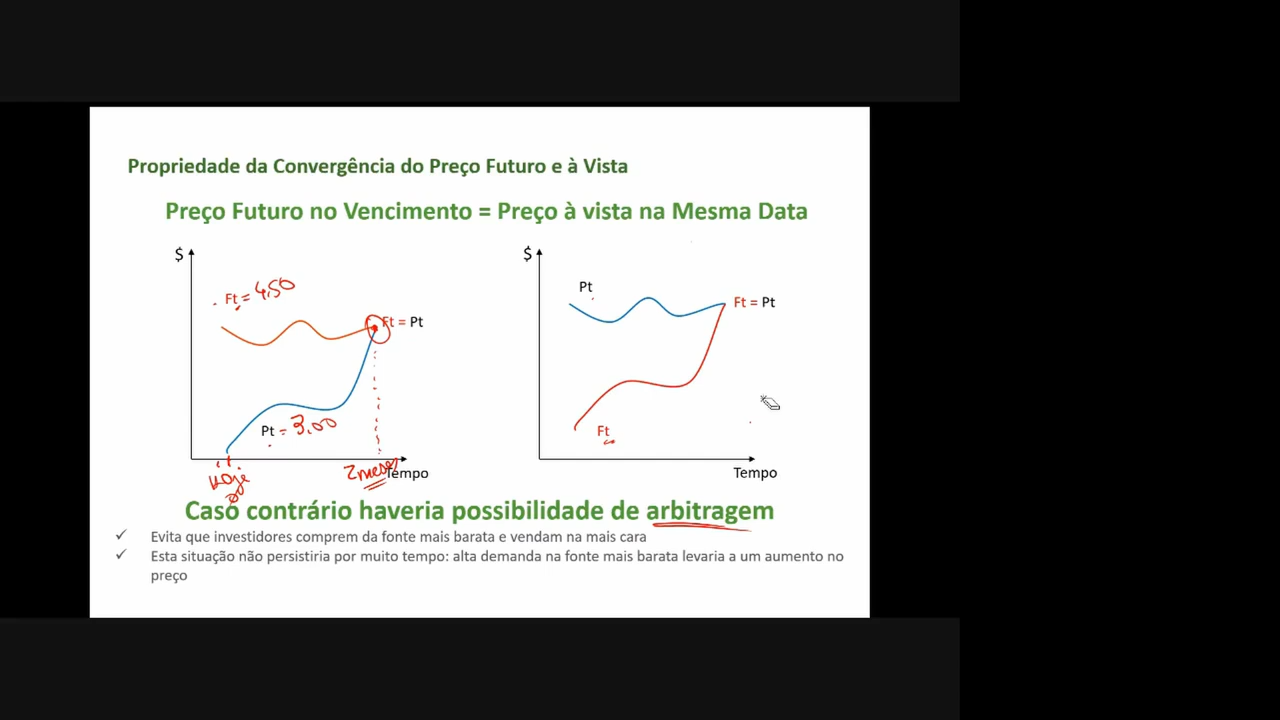 Propriedade da Convergência do Preço Futuro e à Vista
Preço Futuro no Vencimento = Preço à vista na Mesma Data
$
Ft = 4,50
Ft = Pt
Pt = 3,00
Hoje
2 meses
Tempo
$
Pt
Ft = Pt
Ft
Tempo
Caso contrário haveria possibilidade de arbitragem
✓ Evita que investidores comprem da fonte mais barata e vendam na mais cara
✓ Esta situação não persistiria por muito tempo: alta demanda na fonte mais barata levaria a um aumento no
preço